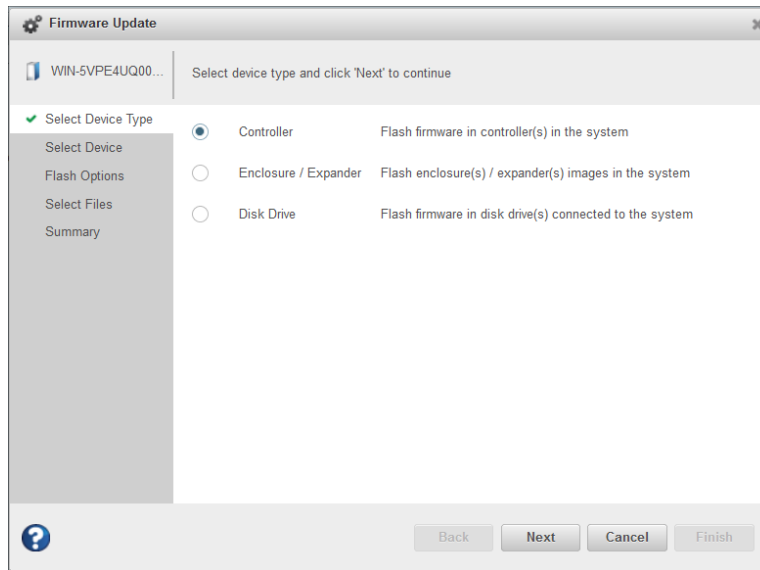 Firmware Update
WIN-5VPE4UQ00...
Select device type and click 'Next' to continue
Select Device Type
Select Device
Flash Options
Select Files
Summary
Controller Flash firmware in controller(s) in the system
Enclosure / Expander Flash enclosure(s) / expander(s) images in the system
Disk Drive Flash firmware in disk drive(s) connected to the system
? Back Next Cancel Finish